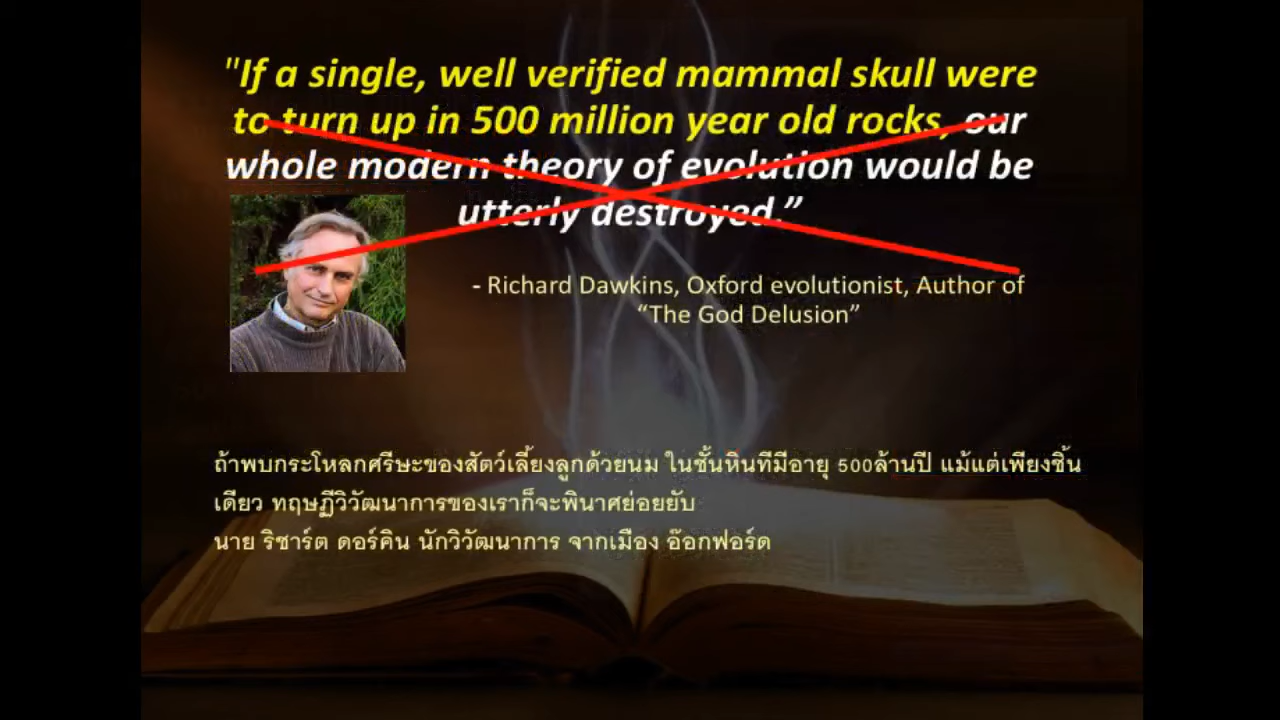 "If a single, well verified mammal skull were
to turn up in 500 million year old rocks, our
whole modern theory of evolution would be
utterly destroyed.”
- Richard Dawkins, Oxford evolutionist, Author of
“The God Delusion”
ถ้าพบกระโหลกศรีษะของสัตว์เลี้ยงลูกด้วยนม ในชั้นหินทีมีอายุ 500ล้านปี แม้แต่เพียงชิ้น
เดียว ทฤษฏีวิวัฒนาการของเราก็จะพินาศย่อยยับ
นาย ริชาร์ต ดอร์คิน นักวิวัฒนาการ จากเมือง อ๊อกฟอร์ด